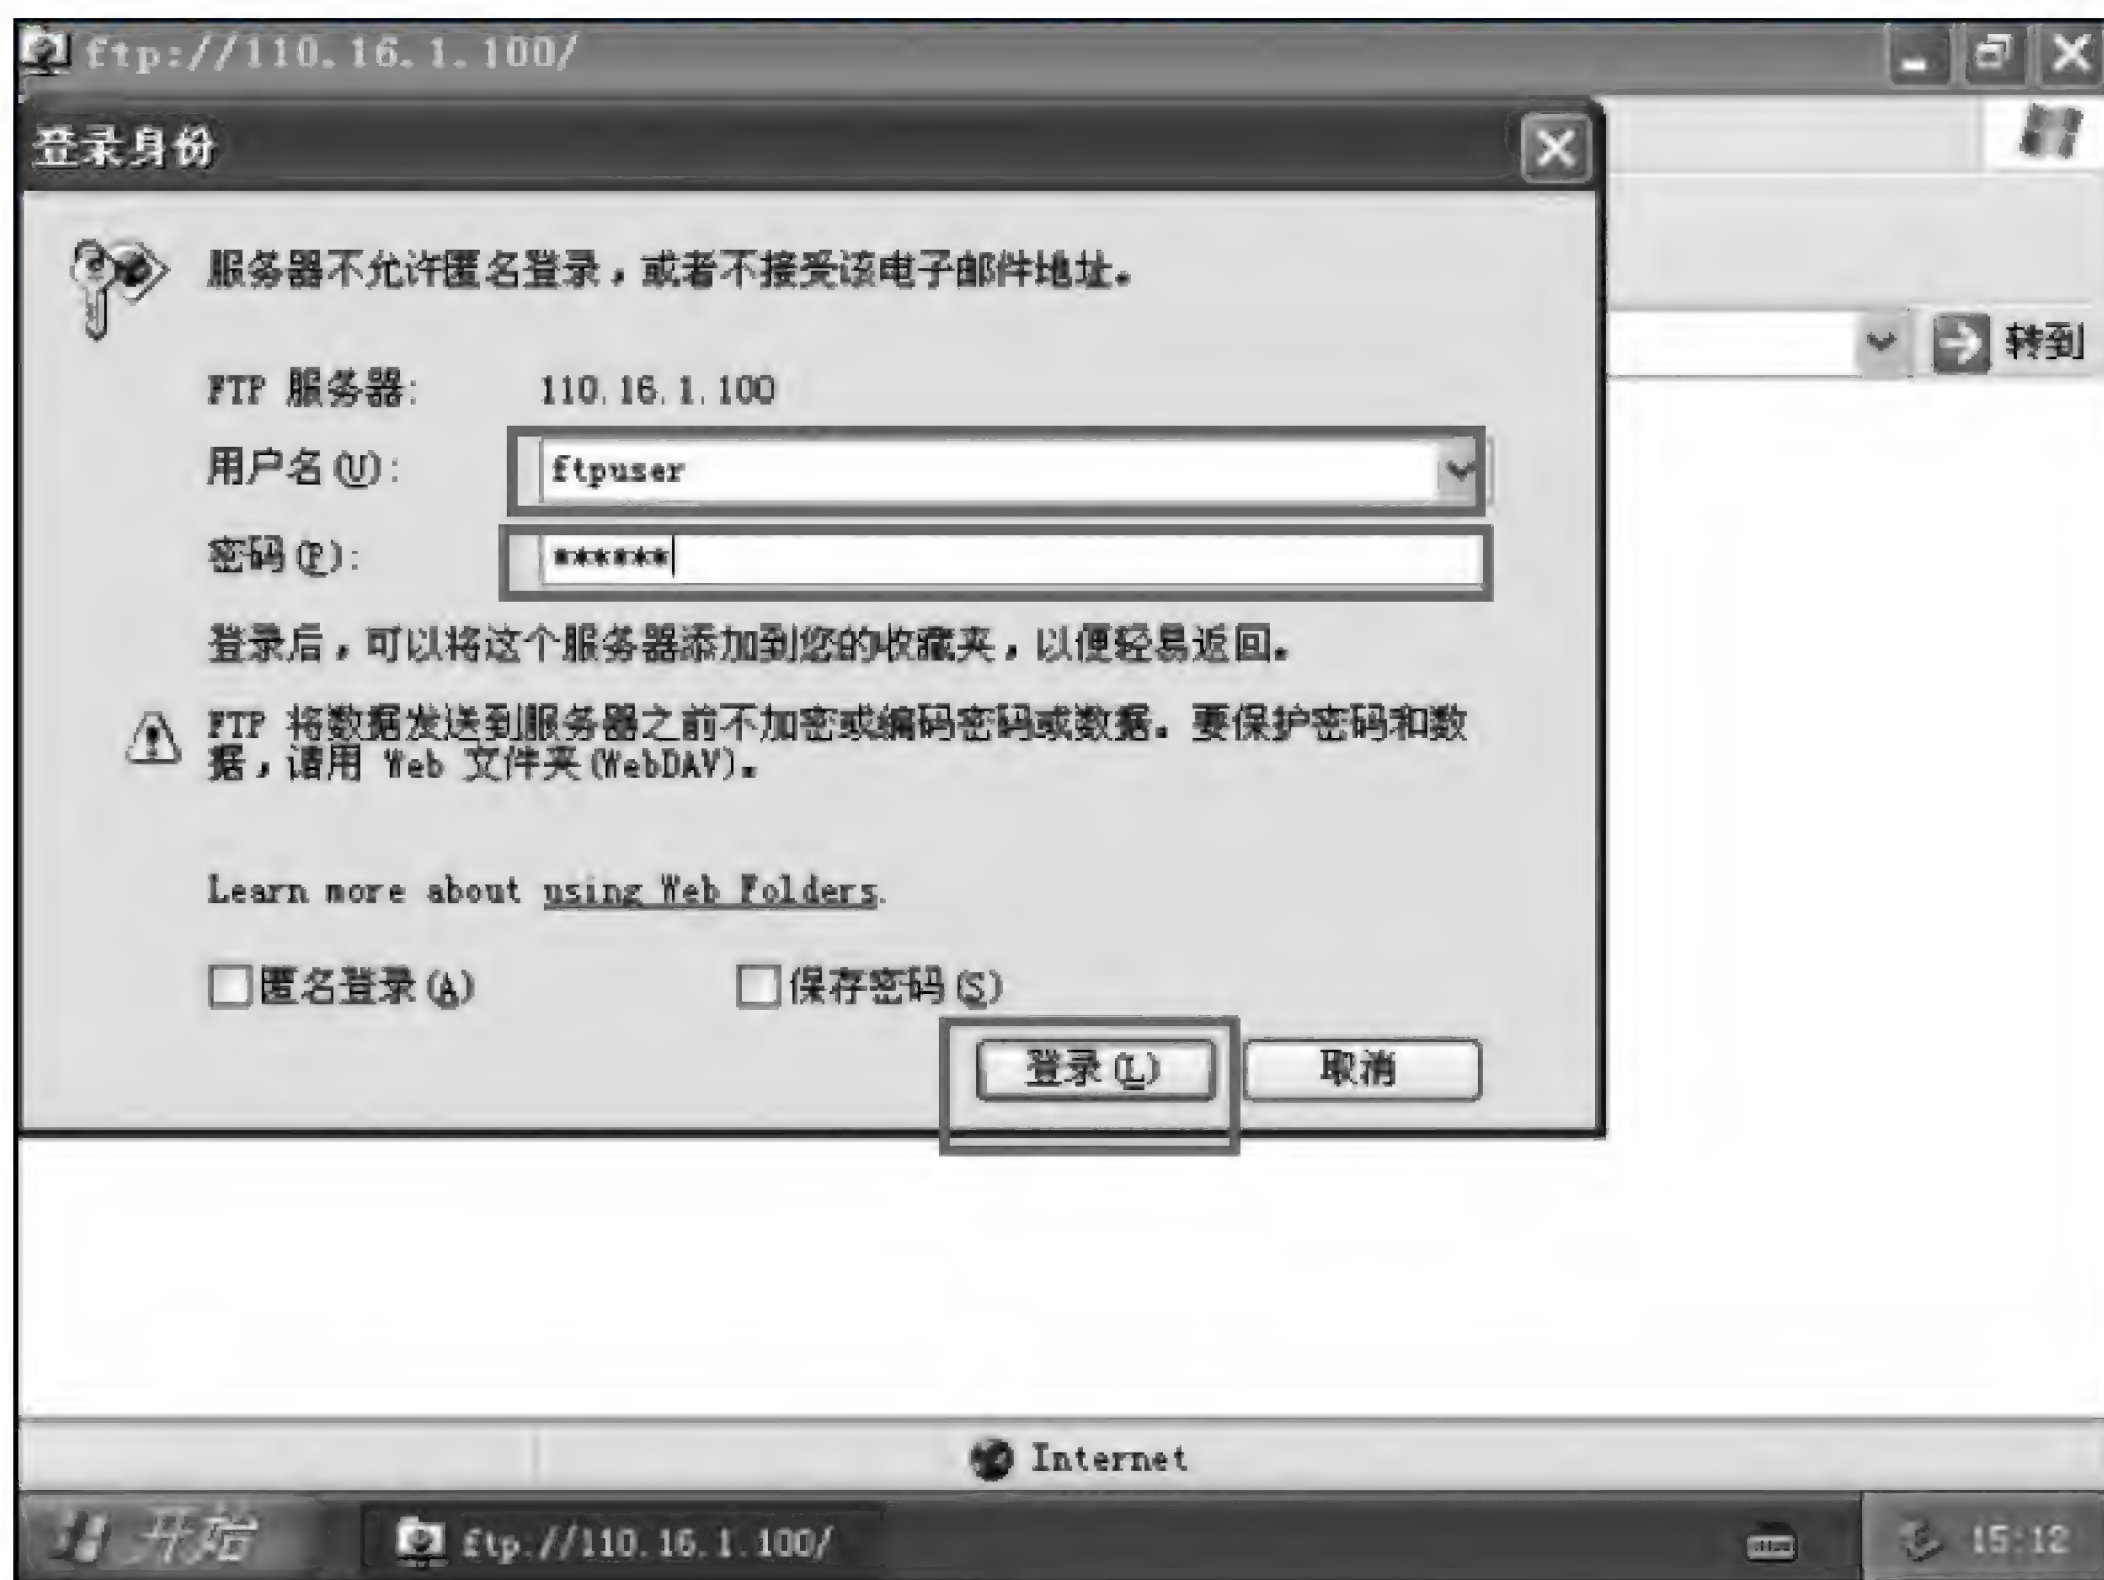 ftp://110.16.1.100/
登录身份
服务器不允许匿名登录，或者不接受该电子邮件地址。
转到
FTP 服务器: 110.16.1.100
用户名(U): ftpuser
密码(P): ******
登录后，可以将这个服务器添加到您的收藏夹，以便轻易返回。
FTP 将数据发送到服务器之前不加密或编码密码或数据。要保护密码和数
据，请用 Web 文件夹(WebDAV)。
Learn more about using Web Folders.
匿名登录(A) 保存密码(S)
登录(L) 取消
Internet
开始 ftp://110.16.1.100/ 15:12